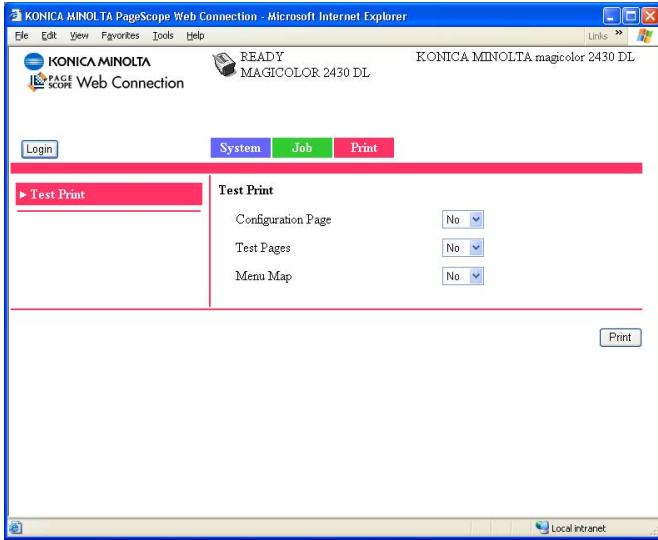 KONICA MINOLTA PageScope Web Connection - Microsoft Internet Explorer
File Edit View Favorites Tools Help
Links »
KONICA MINOLTA
PAGE SCOPE Web Connection
READY
MAGICOLOR 2430 DL
KONICA MINOLTA magicolor 2430 DL
Login
System Job Print
Test Print
Test Print
Configuration Page No
Test Pages No
Menu Map No
Print
Local intranet